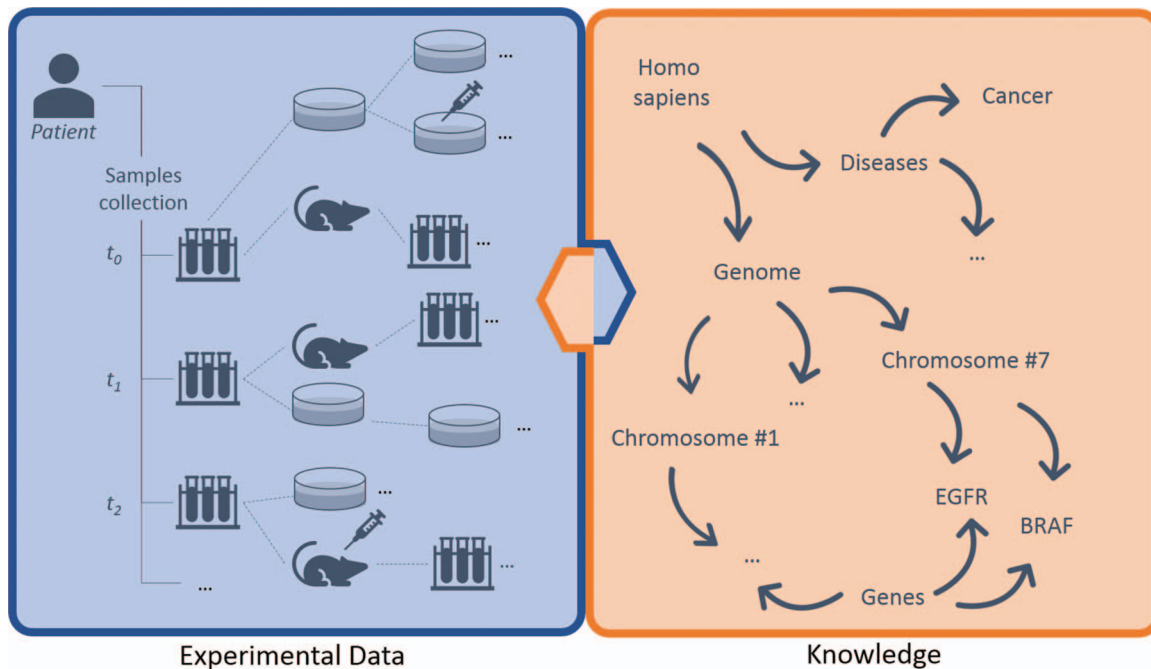 Patient
Samples
collection
t0
t1
t2
...
...
...
...
...
...
...
...
...
Experimental Data
Homo
sapiens
Cancer
Diseases
...
Genome
Chromosome #7
...
Chromosome #1
EGFR
BRAF
...
Genes
Knowledge